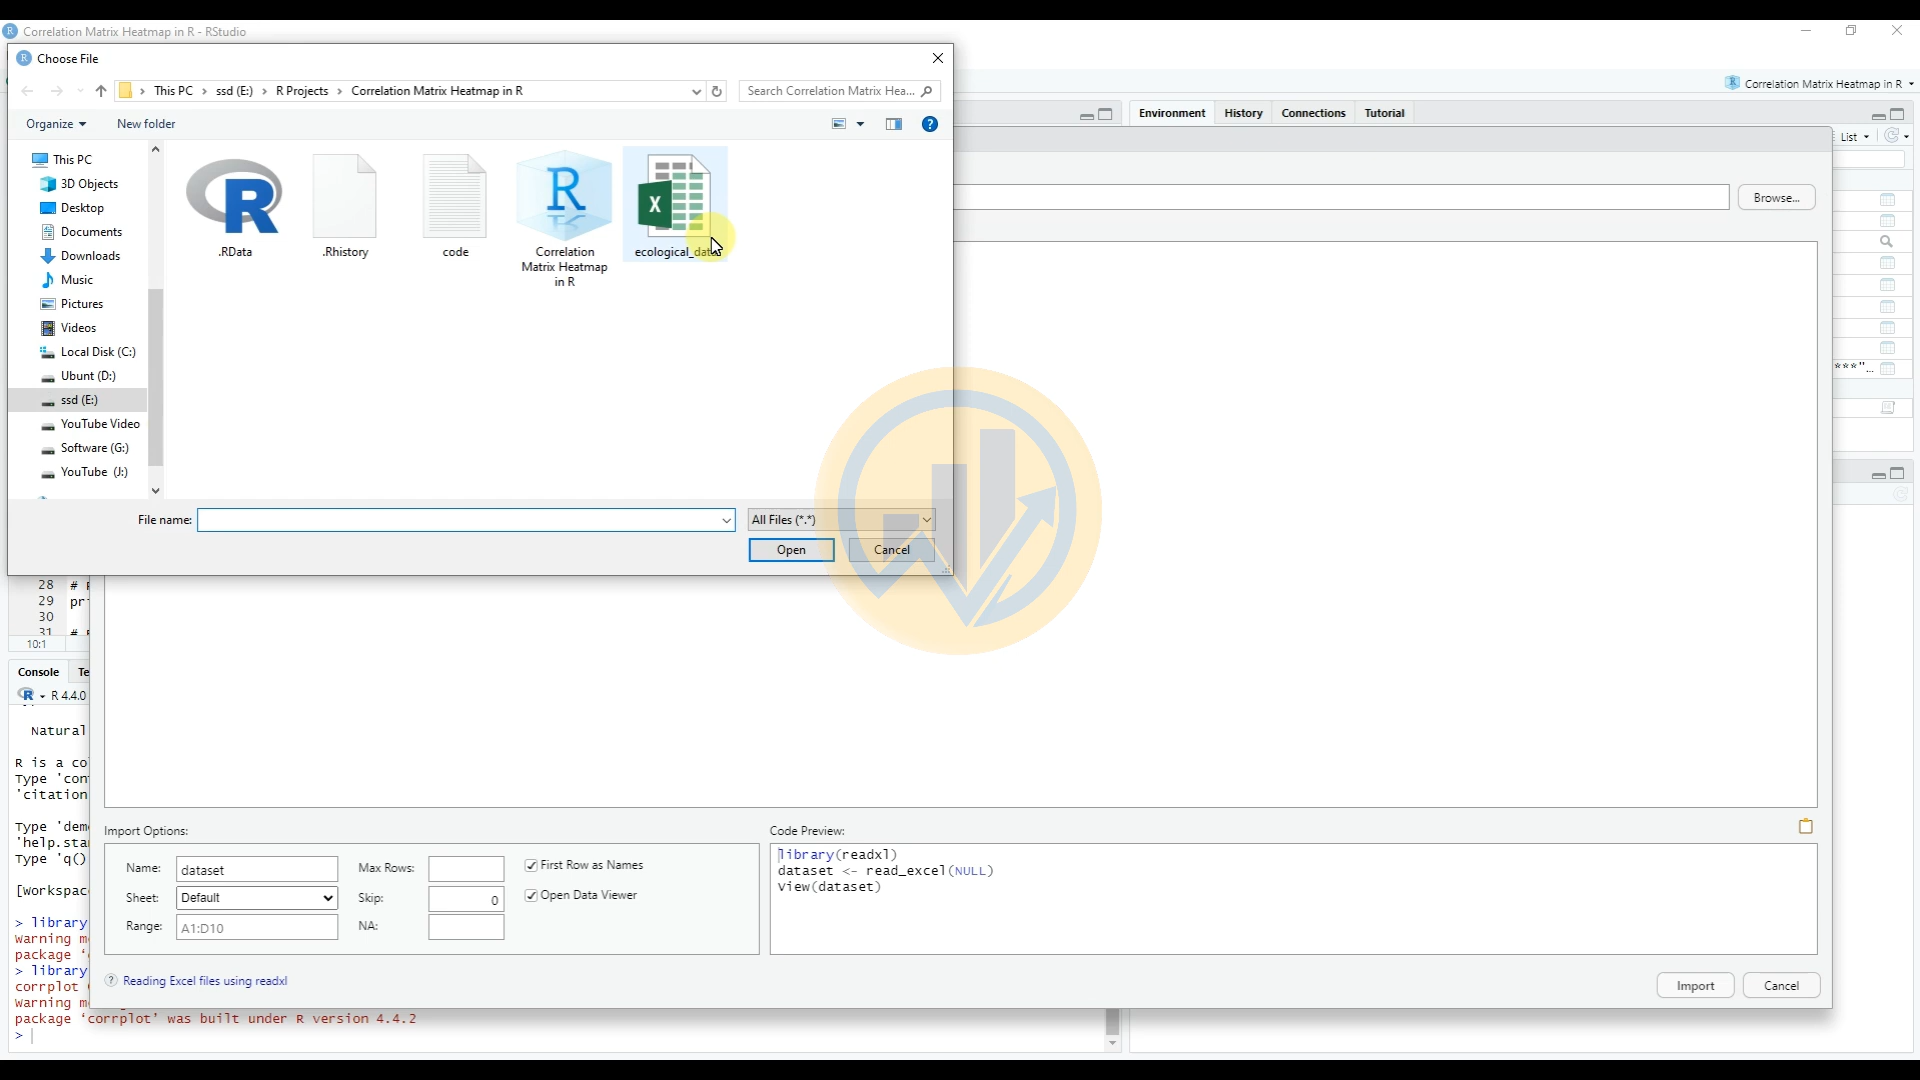 Correlation Matrix Heatmap in R - RStudio
Choose File
This PC > ssd (E:) > R Projects > Correlation Matrix Heatmap in R
Search Correlation Matrix Hea...
Organize
New folder
This PC
3D Objects
Desktop
Documents
Downloads
Music
Pictures
Videos
Local Disk (C:)
Ubunt (D:)
ssd (E:)
YouTube Video
Software (G:)
YouTube (J:)
.RData
.Rhistory
code
Correlation
Matrix Heatmap
in R
ecological_data
File name:
All Files (*.*)
Open
Cancel
Correlation Matrix Heatmap in R
Environment
History
Connections
Tutorial
List
Browse...
***"...
28 #
29 pr
30
31 #
10:1
Console
Te
R 4.4.0
Natural
R is a co
Type 'con
'citation
Type 'dem
'help.sta
Type 'q()
[Workspac
> library
Warning m
package '
> library
corrplot
Warning m
package 'corrplot' was built under R version 4.4.2
>
Import Options:
Name: dataset
Sheet: Default
Range: A1:D10
Max Rows:
Skip: 0
NA:
First Row as Names
Open Data Viewer
Reading Excel files using readxl
Code Preview:
library(readxl)
dataset <- read_excel(NULL)
View(dataset)
Import
Cancel